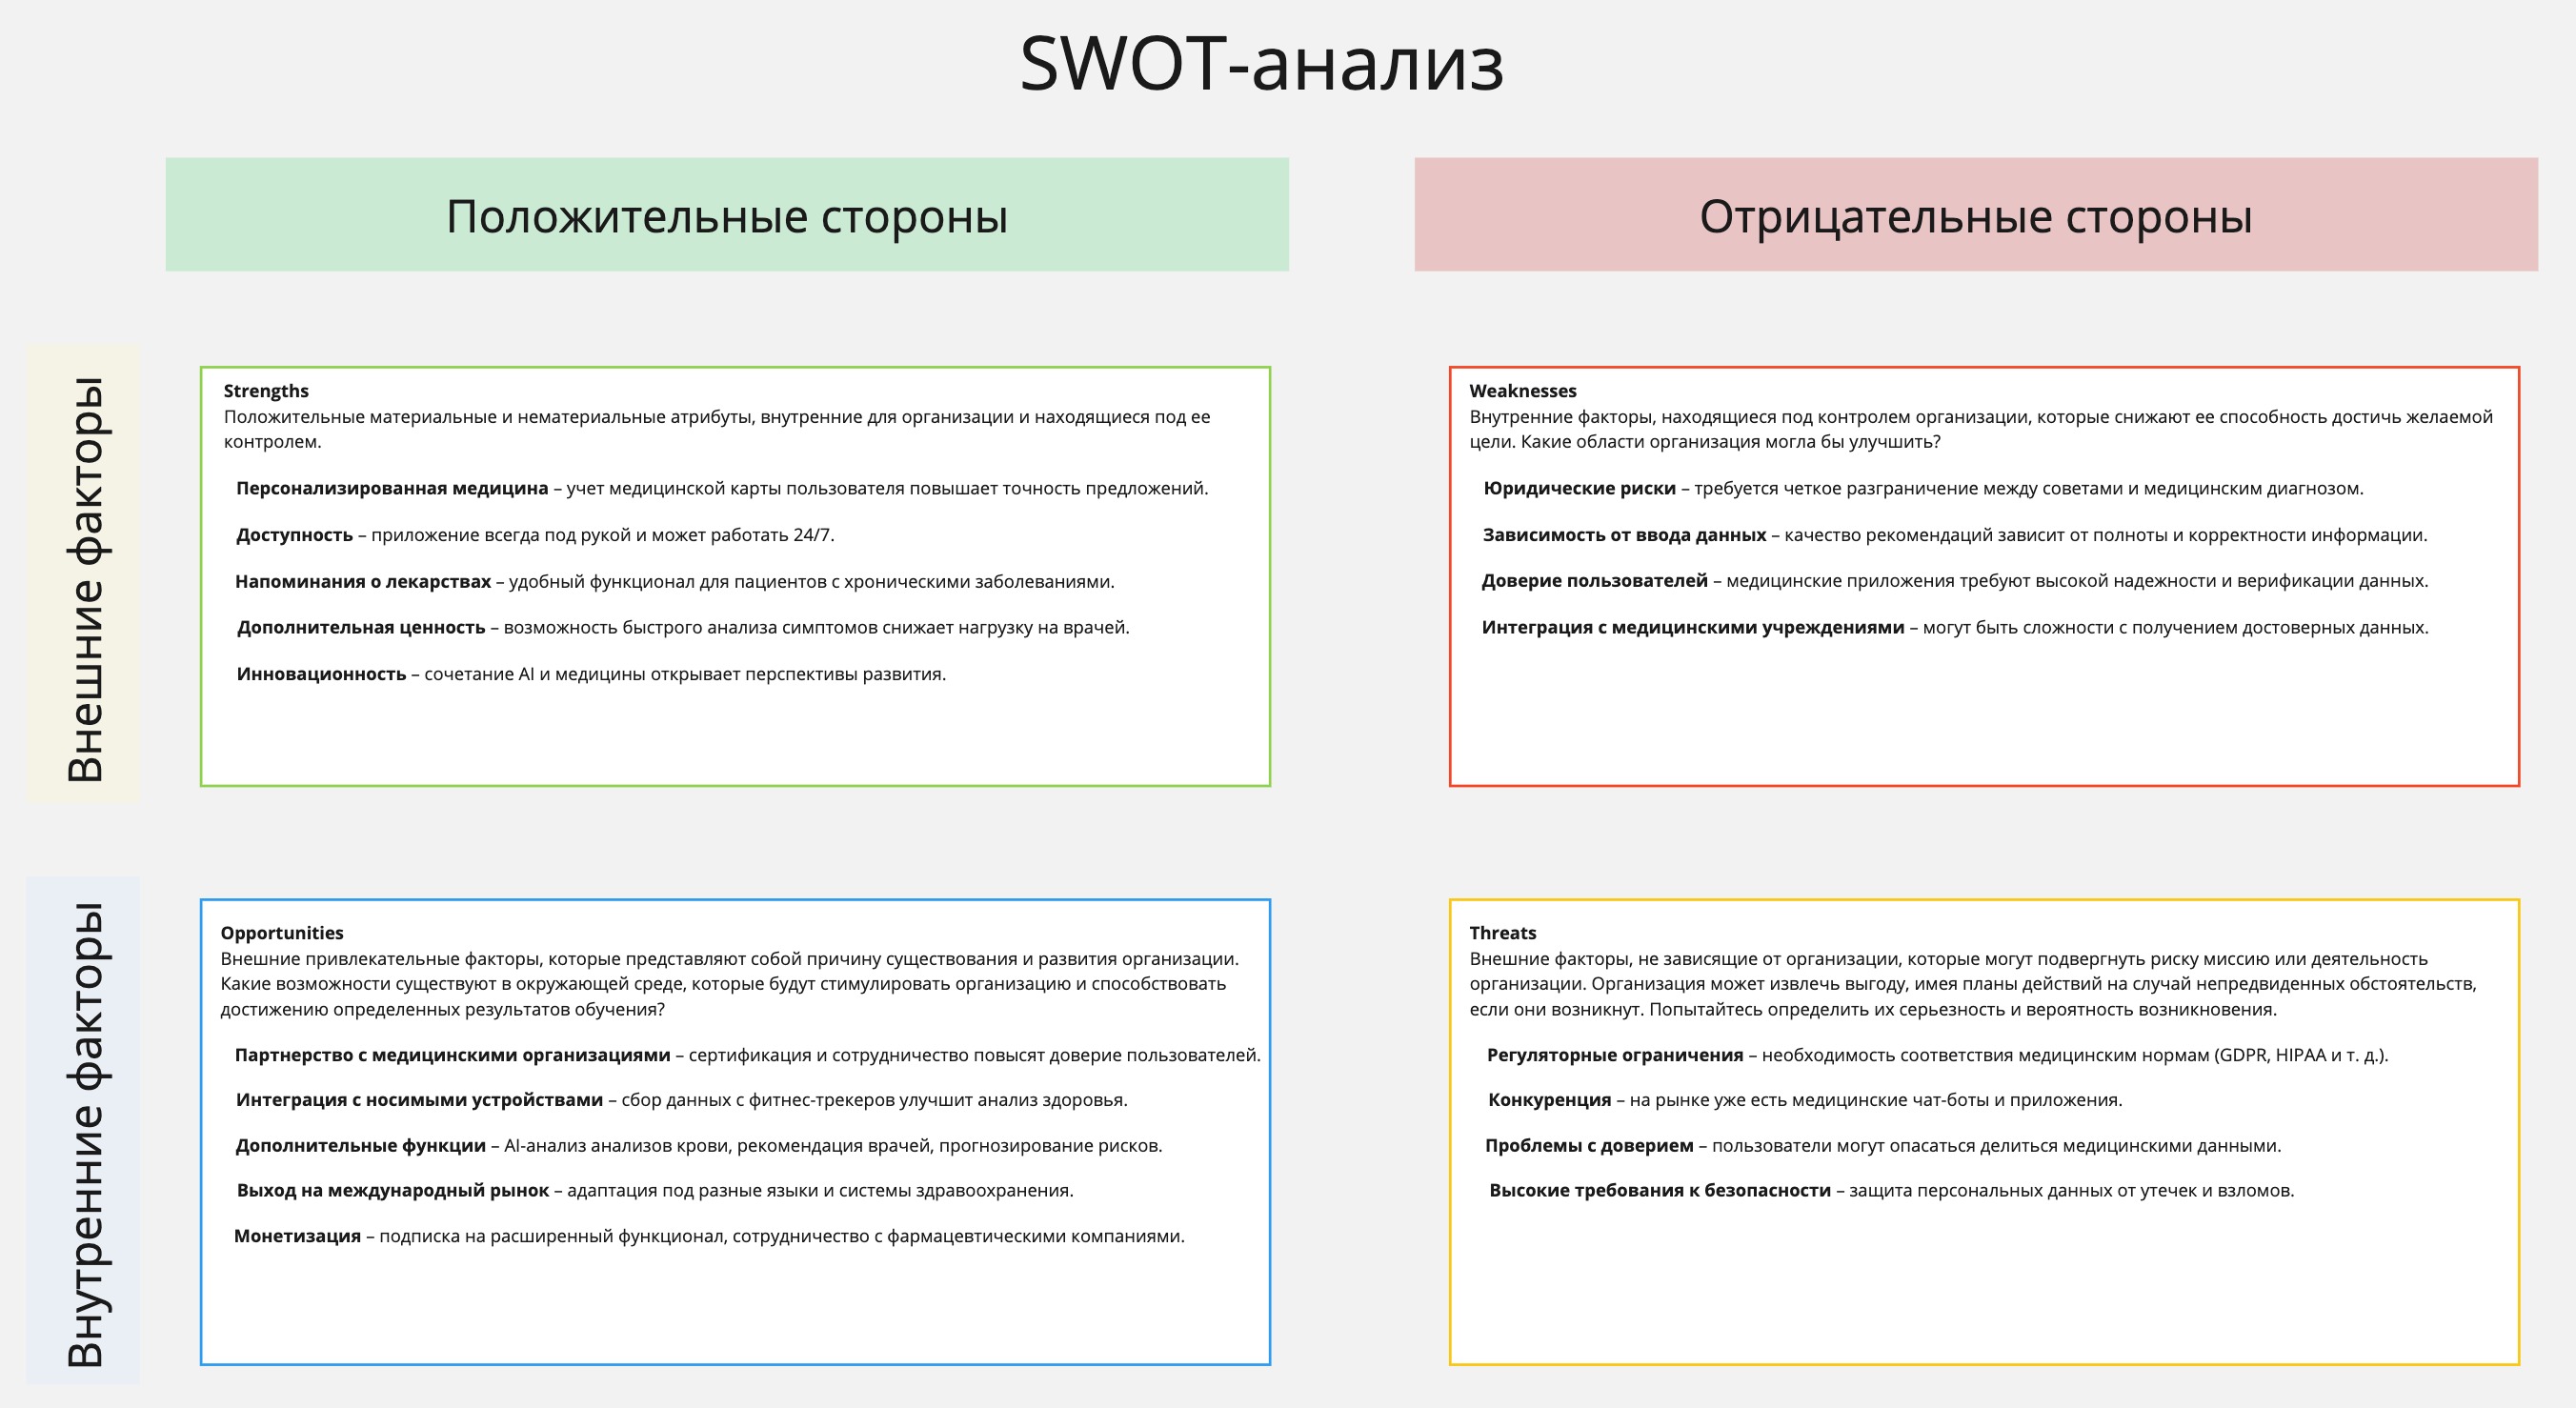 SWOT-анализ
Положительные стороны
Отрицательные стороны
Внешние факторы
Strengths
Положительные материальные и нематериальные атрибуты, внутренние для организации и находящиеся под ее
контролем.
Персонализированная медицина – учет медицинской карты пользователя повышает точность предложений.
Доступность – приложение всегда под рукой и может работать 24/7.
Напоминания о лекарствах – удобный функционал для пациентов с хроническими заболеваниями.
Дополнительная ценность – возможность быстрого анализа симптомов снижает нагрузку на врачей.
Инновационность – сочетание AI и медицины открывает перспективы развития.
Weaknesses
Внутренние факторы, находящиеся под контролем организации, которые снижают ее способность достичь желаемой
цели. Какие области организация могла бы улучшить?
Юридические риски – требуется четкое разграничение между советами и медицинским диагнозом.
Зависимость от ввода данных – качество рекомендаций зависит от полноты и корректности информации.
Доверие пользователей – медицинские приложения требуют высокой надежности и верификации данных.
Интеграция с медицинскими учреждениями – могут быть сложности с получением достоверных данных.
Внутренние факторы
Opportunities
Внешние привлекательные факторы, которые представляют собой причину существования и развития организации.
Какие возможности существуют в окружающей среде, которые будут стимулировать организацию и способствовать
достижению определенных результатов обучения?
Партнерство с медицинскими организациями – сертификация и сотрудничество повысят доверие пользователей.
Интеграция с носимыми устройствами – сбор данных с фитнес-трекеров улучшит анализ здоровья.
Дополнительные функции – AI-анализ анализов крови, рекомендация врачей, прогнозирование рисков.
Выход на международный рынок – адаптация под разные языки и системы здравоохранения.
Монетизация – подписка на расширенный функционал, сотрудничество с фармацевтическими компаниями.
Threats
Внешние факторы, не зависящие от организации, которые могут подвергнуть риску миссию или деятельность
организации. Организация может извлечь выгоду, имея планы действий на случай непредвиденных обстоятельств,
если они возникнут. Попытайтесь определить их серьезность и вероятность возникновения.
Регуляторные ограничения – необходимость соответствия медицинским нормам (GDPR, HIPAA и т. д.).
Конкуренция – на рынке уже есть медицинские чат-боты и приложения.
Проблемы с доверием – пользователи могут опасаться делиться медицинскими данными.
Высокие требования к безопасности – защита персональных данных от утечек и взломов.